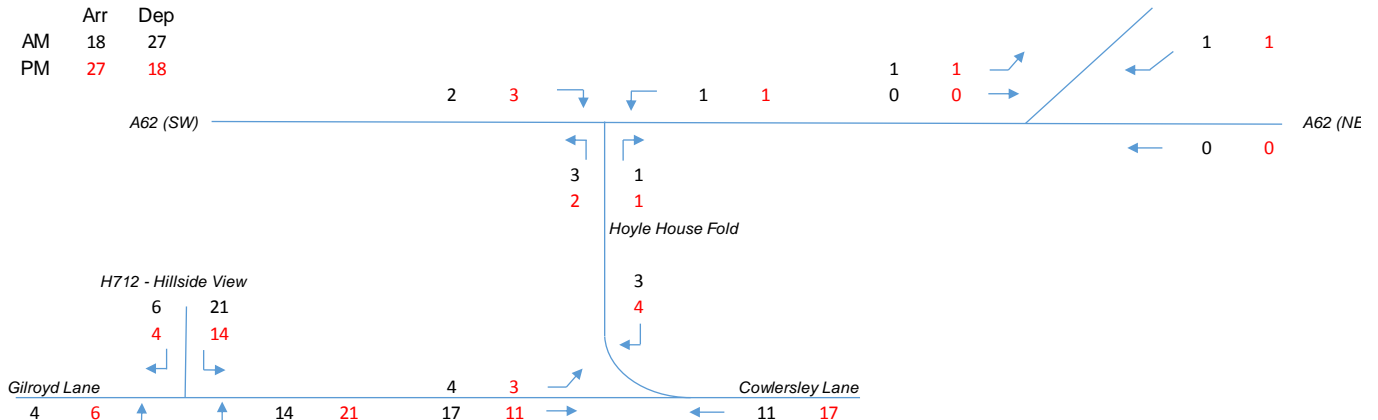 Arr Dep
AM 18 27
PM 27 18
1 1
1 1
2 3 1 1 0 0
A62 (SW) A62 (NE
0 0
3 1
2 1
Hoyle House Fold
3
H712 - Hillside View
6 21 4
4 14
Gilroyd Lane 4 3 Cowlersley Lane
4 6 14 21 17 11 11 17